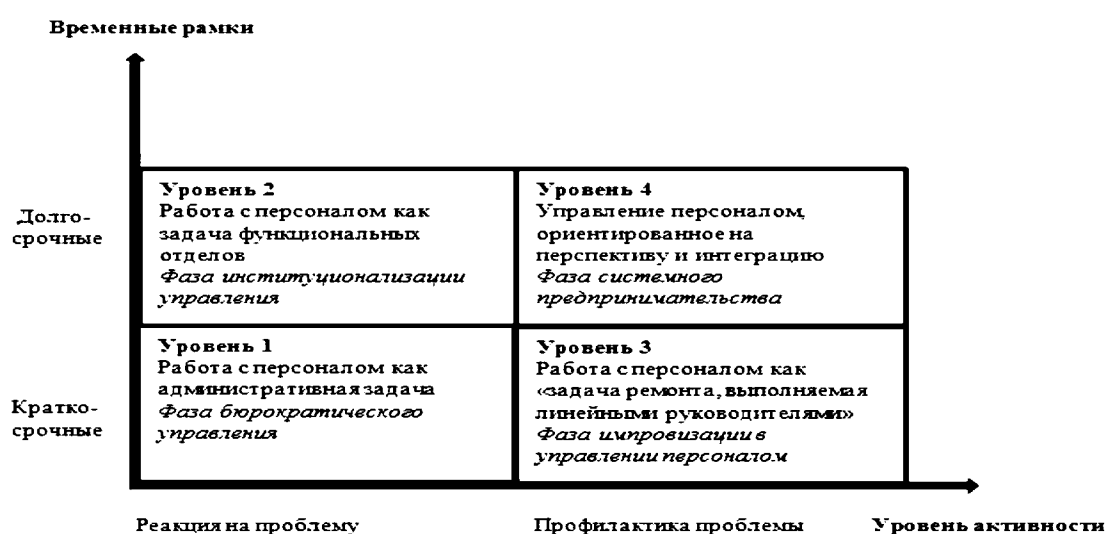 Временные рамки
Долго-
срочные
Уровень 2
Работа с персоналом как
задача функциональных
отделов
Фаза институционализации
управления
Уровень 4
Управление персоналом,
ориентированное на
перспективу и интеграцию
Фаза системного
предпринимательства
Кратко-
срочные
Уровень 1
Работа с персоналом как
административная задача
Фаза бюрократического
управления
Уровень 3
Работа с персоналом как
«задача ремонта, выполняемая
линейными руководителями»
Фаза импровизации в
управлении персоналом
Реакция на проблему
Профилактика проблемы
Уровень активности